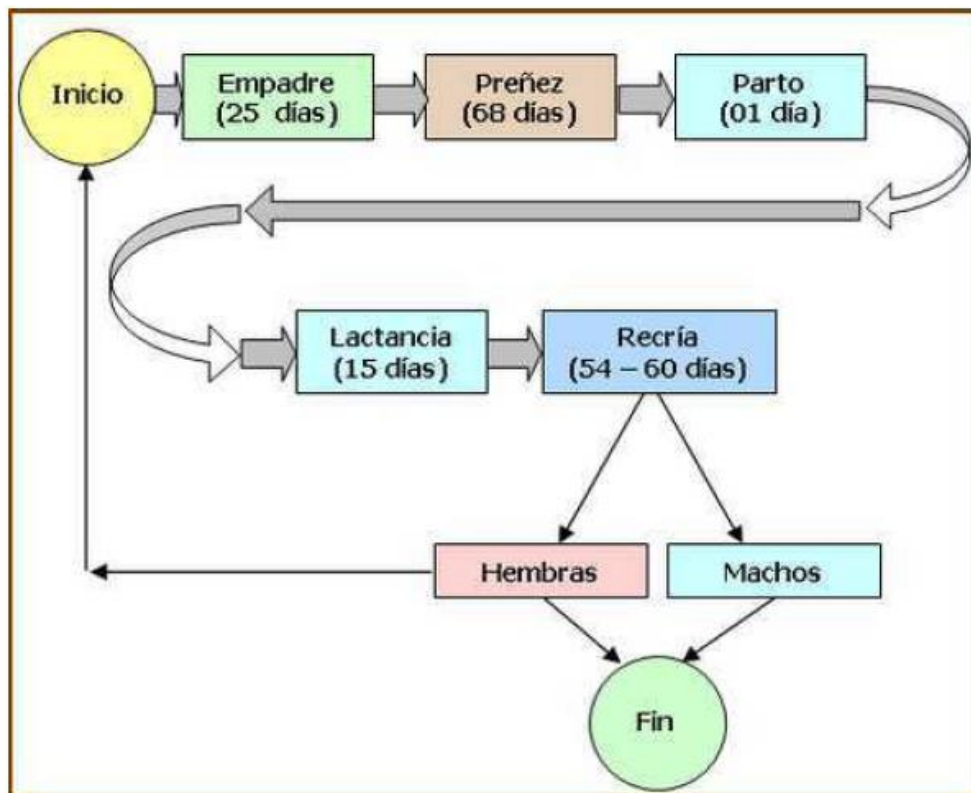 Inicio
Empadre
(25 días)
Preñez
(68 días)
Parto
(01 día)
Lactancia
(15 días)
Recría
(54 – 60 días)
Hembras
Machos
Fin